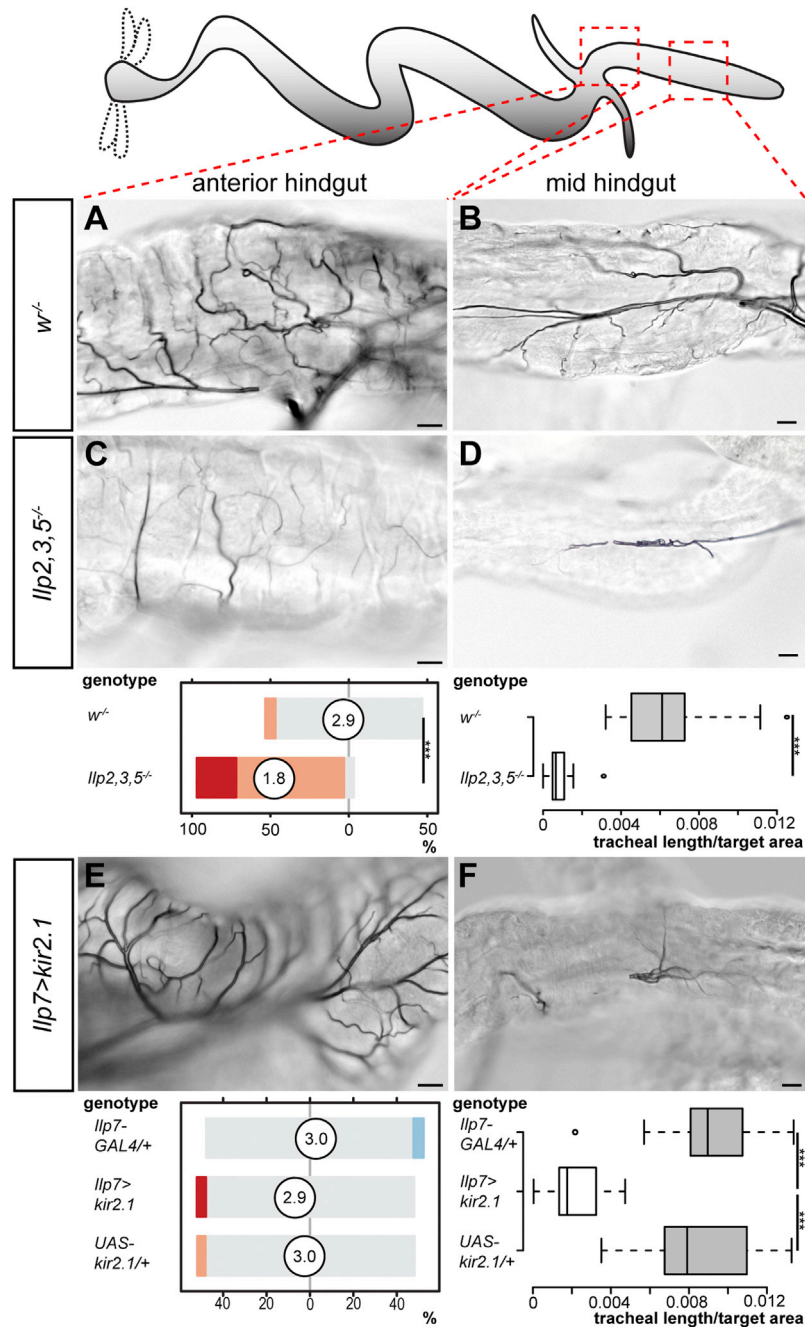 anterior hindgut
mid hindgut
w-/-
A
B
Ilp2,3,5-/-
C
D
genotype
w-/-
2.9
Ilp2,3,5-/-
1.8
***
100 50 0 50
%
genotype
w-/-
Ilp2,3,5-/-
***
0 0.004 0.008 0.012
tracheal length/target area
Ilp7>kir2.1
E
F
genotype
Ilp7-
GAL4/+
3.0
Ilp7>
kir2.1
2.9
UAS-
kir2.1/+
3.0
40 20 0 20 40
%
genotype
Ilp7-
GAL4/+
Ilp7>
kir2.1
UAS-
kir2.1/+
***
***
0 0.004 0.008 0.012
tracheal length/target area